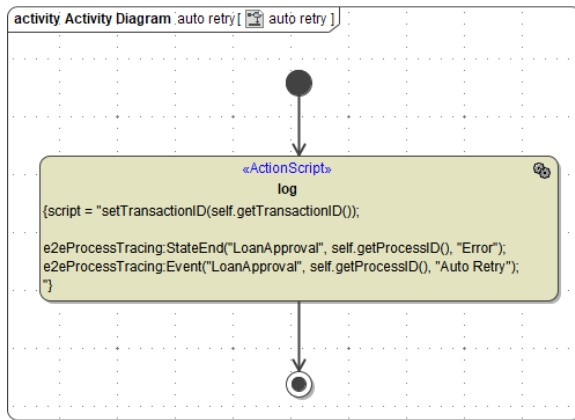 activity Activity Diagram auto retry [ auto retry ]
«ActionScript»
log
{script = "setTransactionID(self.getTransactionID());
e2eProcessTracing:StateEnd("LoanApproval", self.getProcessID(), "Error");
e2eProcessTracing:Event("LoanApproval", self.getProcessID(), "Auto Retry");
"}